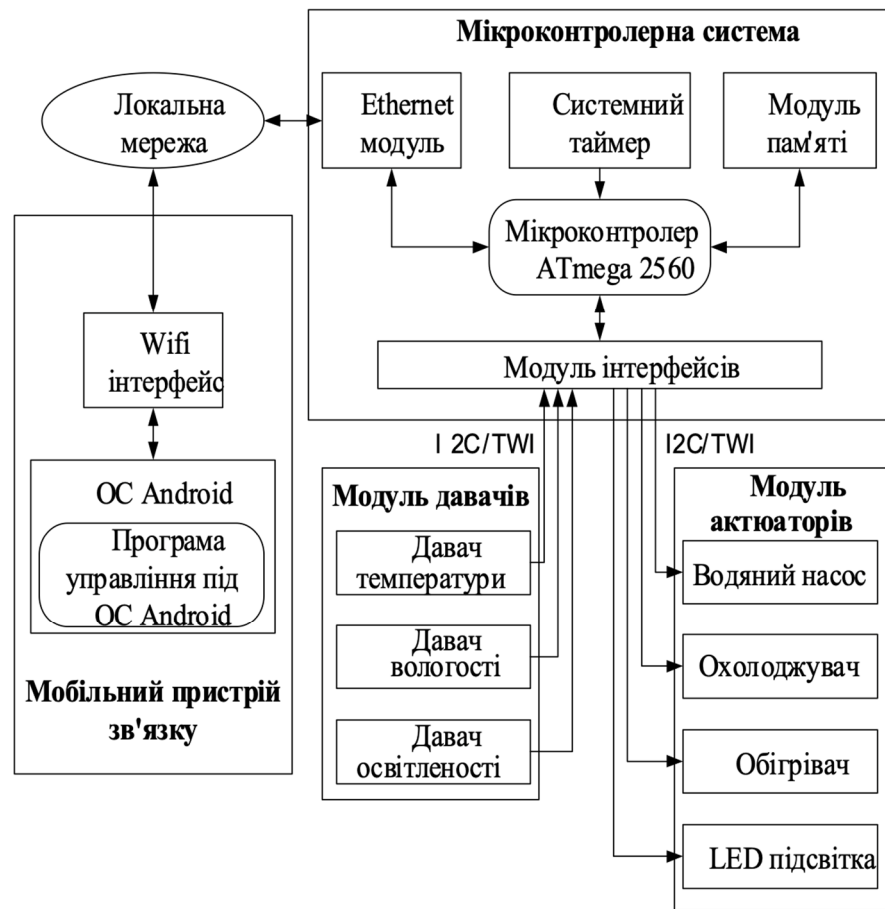 Мікроконтролерна система
Локальна
мережа
Ethernet
модуль
Системний
таймер
Модуль
пам'яті
Мікроконтролер
ATmega 2560
Wifi
інтерфейс
Модуль інтерфейсів
I 2C/TWI
I2C/TWI
ОС Android
Програма
управління під
ОС Android
Мобільний пристрій
зв'язку
Модуль давачів
Давач
температури
Давач
вологості
Давач
освітленості
Модуль
актюаторів
Водяний насос
Охолоджувач
Обігрівач
LED підсвітка